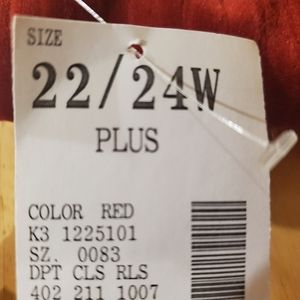 SIZE
22/24W
PLUS
COLOR RED
K3 1225101
SZ. 0083
DPT CLS RLS
402 211 1007